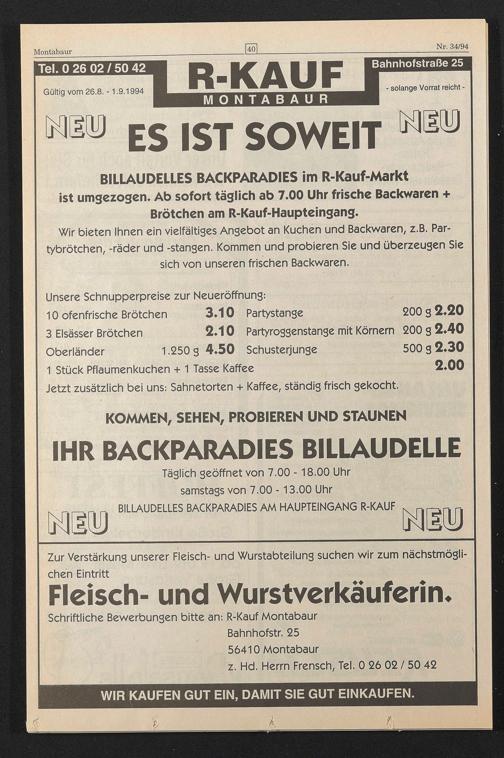 Montabaur
40
Nr. 34/94
Tel. 0 26 02 / 50 42
R-KAUF
MONTABAUR
Bahnhofstraße 25
Gültig vom 26.8. - 1.9.1994
- solange Vorrat reicht -
NEU
NEU
ES IST SOWEIT
BILLAUDELLES BACKPARADIES im R-Kauf-Markt
ist umgezogen. Ab sofort täglich ab 7.00 Uhr frische Backwaren +
Brötchen am R-Kauf-Haupteingang.
Wir bieten Ihnen ein vielfältiges Angebot an Kuchen und Backwaren, z.B. Par-
tybrötchen, -räder und -stangen. Kommen und probieren Sie und überzeugen Sie
sich von unseren frischen Backwaren.
Unsere Schnupperpreise zur Neueröffnung:
10 ofenfrische Brötchen 3.10 Partystange 200 g 2.20
3 Elsässer Brötchen 2.10 Partyroggenstange mit Körnern 200 g 2.40
Oberländer 1.250 g 4.50 Schusterjunge 500 g 2.30
1 Stück Pflaumenkuchen + 1 Tasse Kaffee 2.00
Jetzt zusätzlich bei uns: Sahnetorten + Kaffee, ständig frisch gekocht.
KOMMEN, SEHEN, PROBIEREN UND STAUNEN
IHR BACKPARADIES BILLAUDELLE
Täglich geöffnet von 7.00 - 18.00 Uhr
samstags von 7.00 - 13.00 Uhr
BILLAUDELLES BACKPARADIES AM HAUPTEINGANG R-KAUF
NEU
NEU
Zur Verstärkung unserer Fleisch- und Wurstabteilung suchen wir zum nächstmögli-
chen Eintritt
Fleisch- und Wurstverkäuferin.
Schriftliche Bewerbungen bitte an: R-Kauf Montabaur
Bahnhofstr. 25
56410 Montabaur
z. Hd. Herrn Frensch, Tel. 0 26 02 / 50 42
WIR KAUFEN GUT EIN, DAMIT SIE GUT EINKAUFEN.